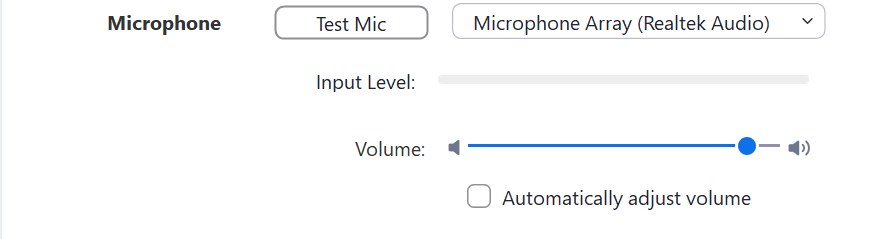 Microphone Test Mic Microphone Array (Realtek Audio)
Input Level:
Volume:
Automatically adjust volume